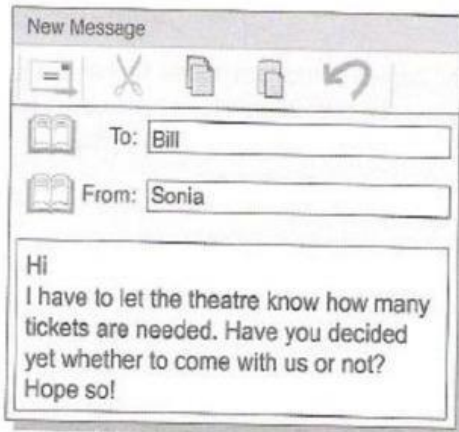 New Message
To: Bill
From: Sonia
Hi
I have to let the theatre know how many
tickets are needed. Have you decided
yet whether to come with us or not?
Hope so!